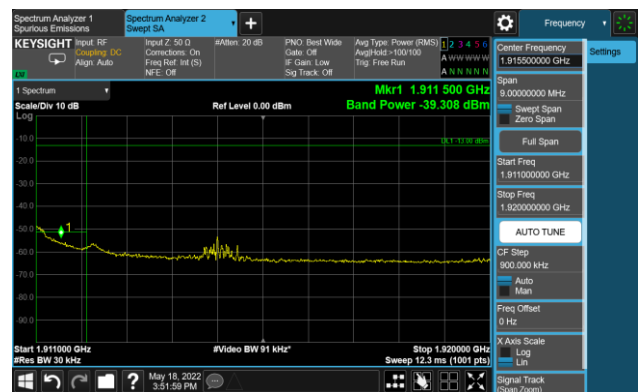 Spectrum Analyzer 1
Spurious Emissions
Spectrum Analyzer 2
Swept SA
Frequency
KEYSIGHT
Input: RF
Coupling: DC
Align: Auto
Input Z: 50 Ω
Corrections: On
Freq Ref: Int (S)
NFE: Off
#Atten: 20 dB
PNO: Best Wide
Gate: Off
IF Gain: Low
Sig Track: Off
Avg Type: Power (RMS)
Avg|Hold:>100/100
Trig: Free Run
1 2 3 4 5 6
A W W W W W
A N N N N N
1 Spectrum
Scale/Div 10 dB
Log
Ref Level 0.00 dBm
Mkr1 1.911 500 GHz
Band Power -39.308 dBm
DL1 -13.00 dBm
-10.0
-20.0
-30.0
-40.0
-50.0
-60.0
-70.0
-80.0
-90.0
1
Start 1.911000 GHz
#Res BW 30 kHz
#Video BW 91 kHz*
Stop 1.920000 GHz
Sweep 12.3 ms (1001 pts)
May 18, 2022
3:51:59 PM
Center Frequency
1.915500000 GHz
Settings
Span
9.00000000 MHz
Swept Span
Zero Span
Full Span
Start Freq
1.911000000 GHz
Stop Freq
1.920000000 GHz
AUTO TUNE
CF Step
900.000 kHz
Auto
Man
Freq Offset
0 Hz
X Axis Scale
Log
Lin
Signal Track
(Span Zoom)